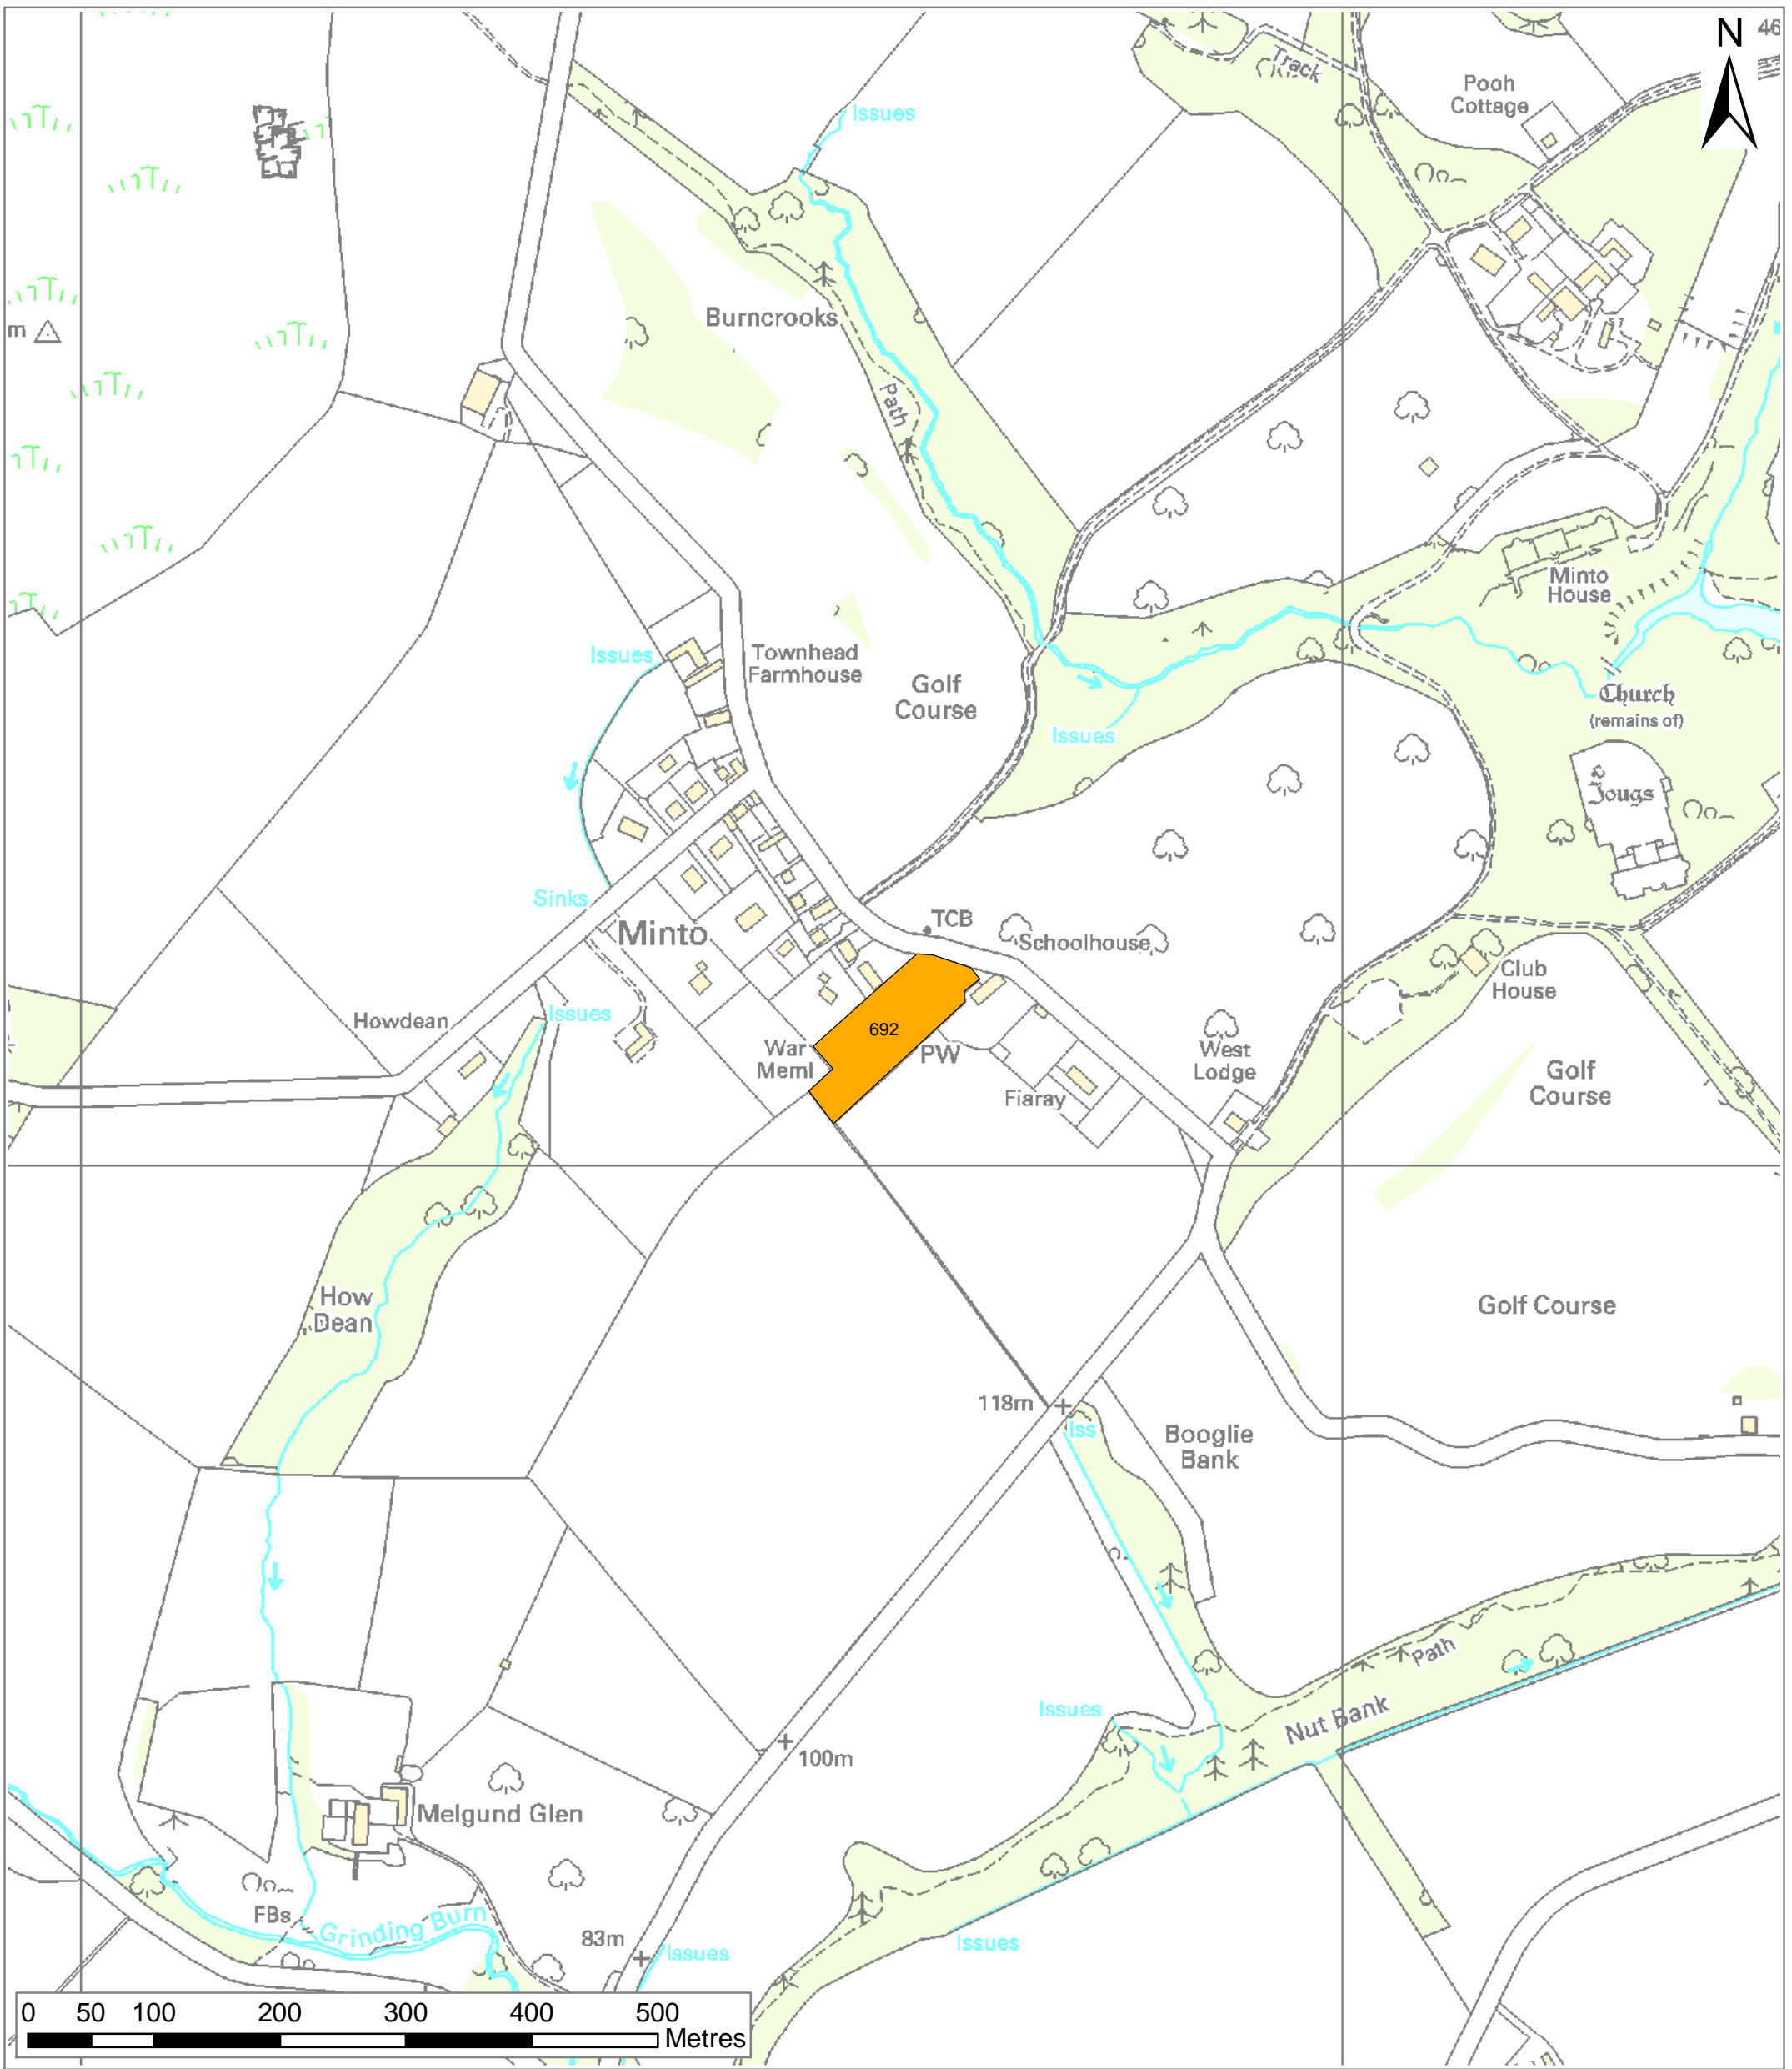 N
46
Track
Pooh
Cottage
Issues
m
Burncrooks
Path
Minto
House
Issues
Townhead
Farmhouse
Golf
Course
Church
(remains of)
Issues
Jougs
Sinks
Minto
TCB
Schoolhouse
Club
House
Howdean
Issues
692
War
Meml
PW
West
Lodge
Fiaray
Golf
Course
How
Dean
Golf Course
118m
Iss
Booglie
Bank
Path
Issues
Nut Bank
100m
Melgund Glen
FBs
Grinding Burn
83m
Issues
Issues
0 50 100 200 300 400 500
Metres